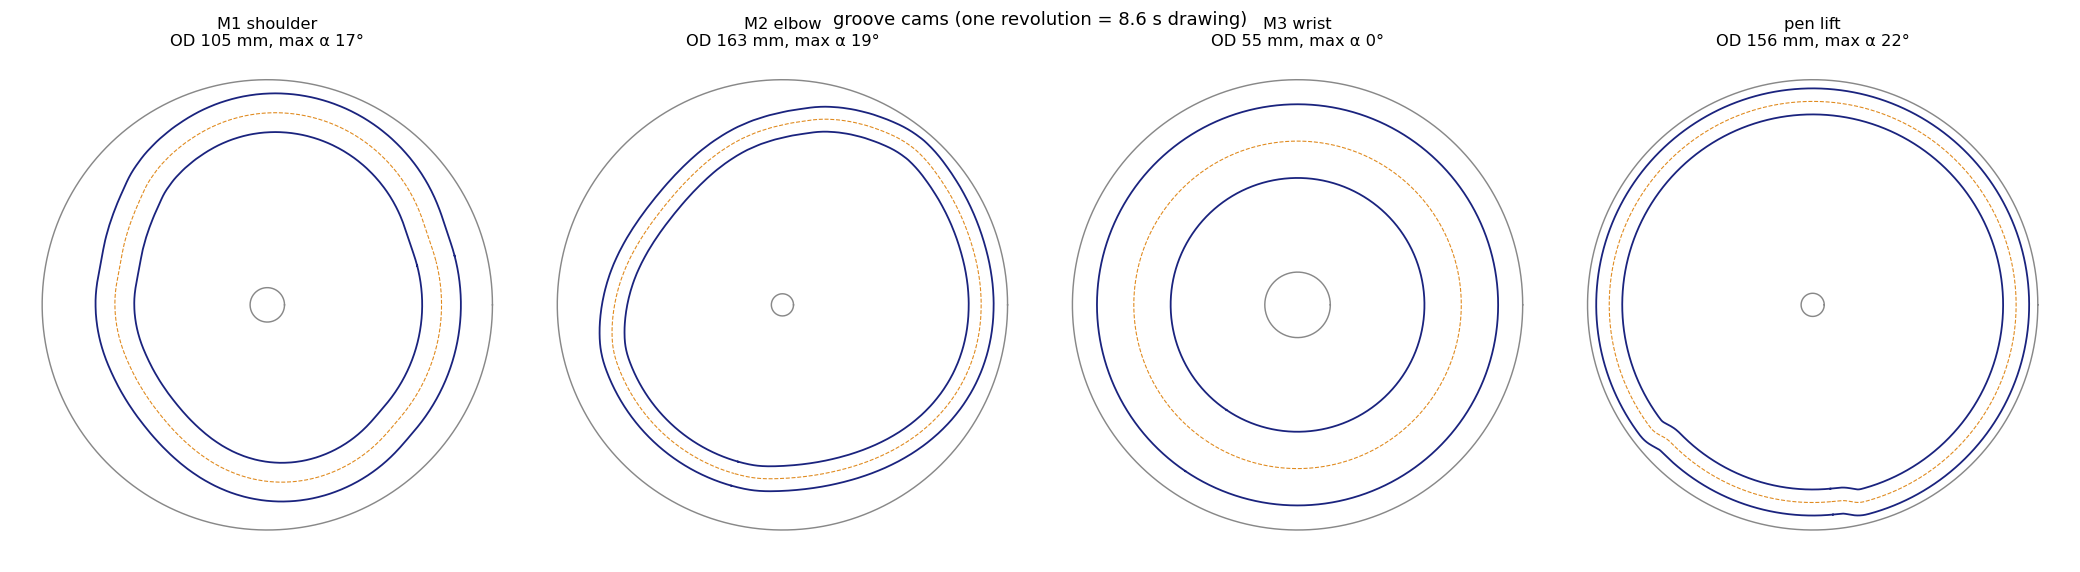 groove cams (one revolution = 8.6 s drawing)
M1 shoulder
OD 105 mm, max α 17°
M2 elbow
OD 163 mm, max α 19°
M3 wrist
OD 55 mm, max α 0°
pen lift
OD 156 mm, max α 22°